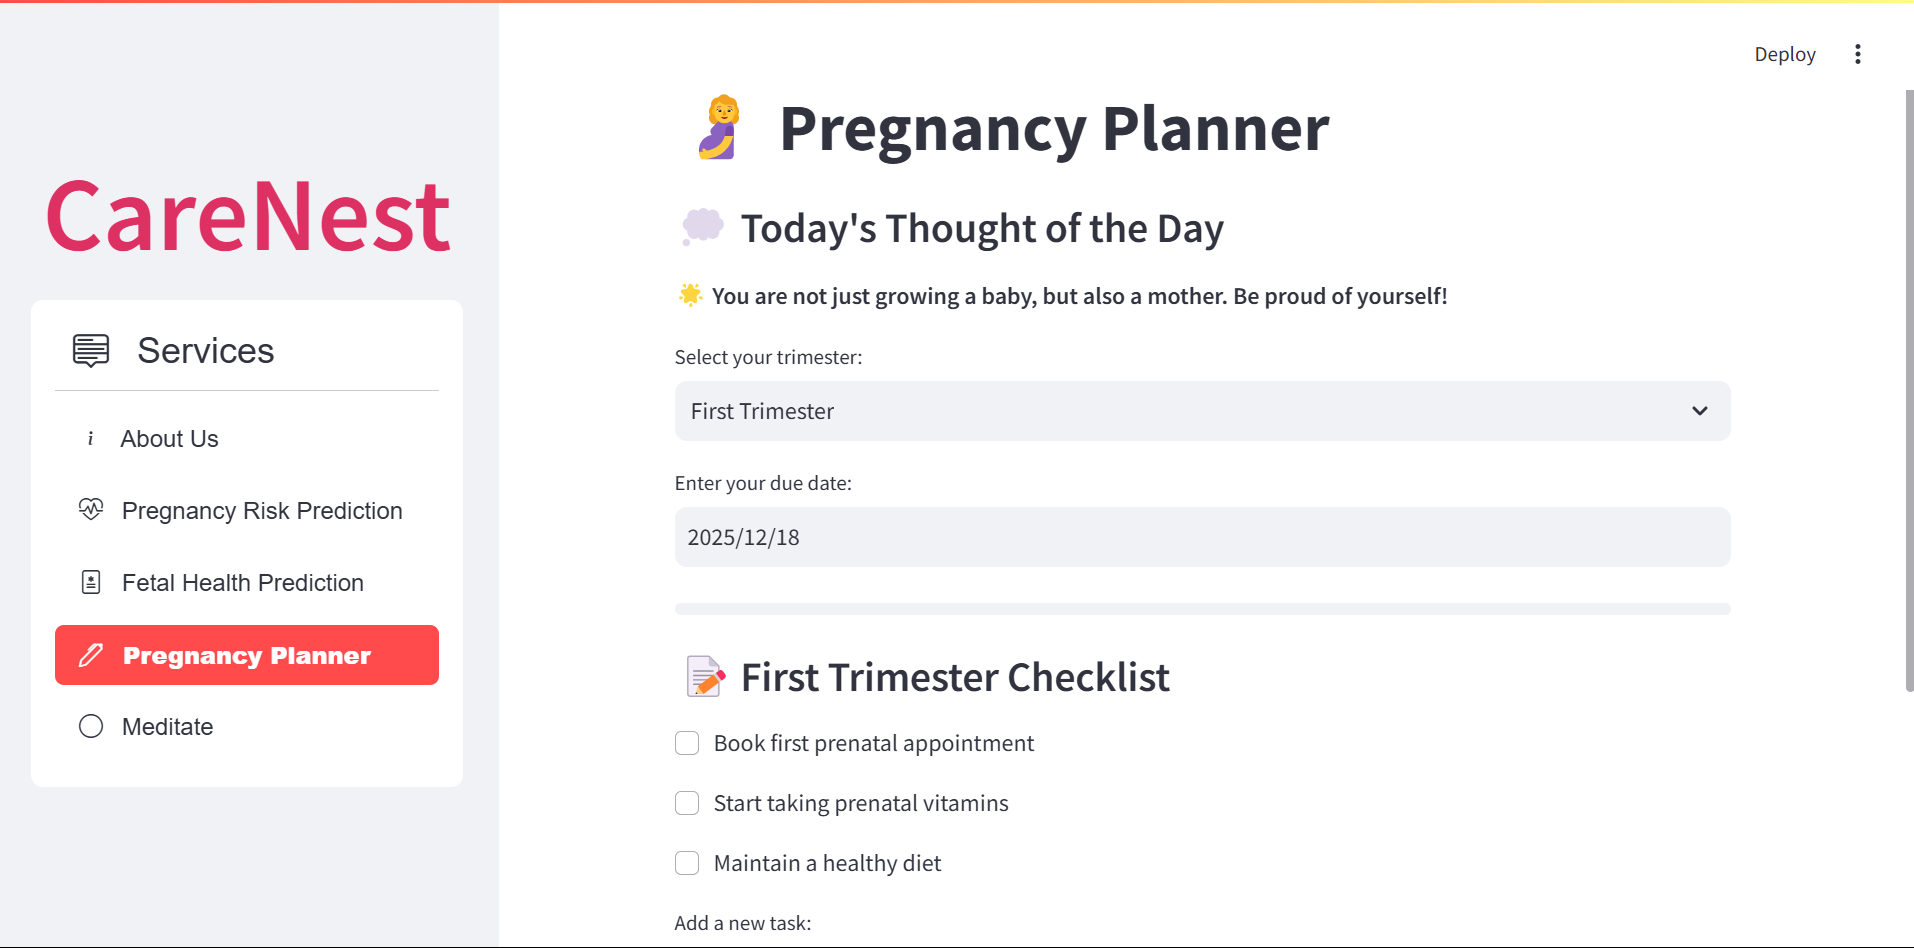 Deploy
CareNest
Services
About Us
Pregnancy Risk Prediction
Fetal Health Prediction
Pregnancy Planner
Meditate
Pregnancy Planner
Today's Thought of the Day
You are not just growing a baby, but also a mother. Be proud of yourself!
Select your trimester:
First Trimester
Enter your due date:
2025/12/18
First Trimester Checklist
Book first prenatal appointment
Start taking prenatal vitamins
Maintain a healthy diet
Add a new task: